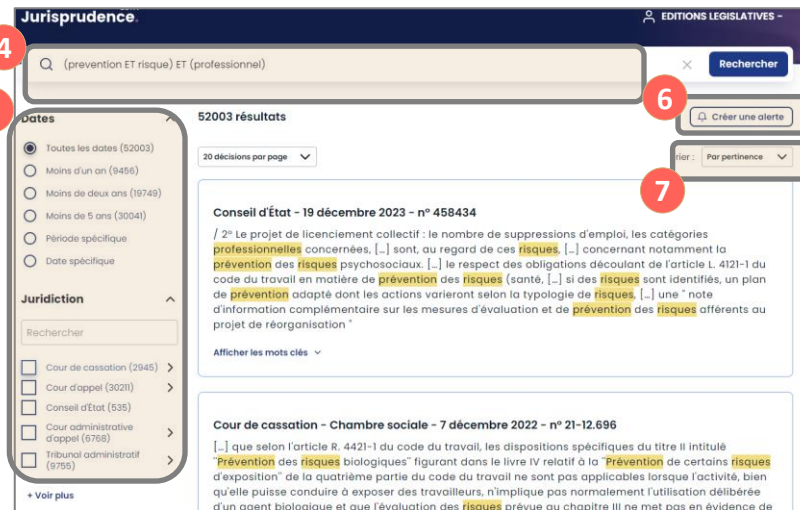 Jurisprudence.
EDITIONS LEGISLATIVES -
4
(prevention ET risque) ET (professionnel)
Rechercher
6
Dates
52003 résultats
Créer une alerte
Toutes les dates (52003)
20 décisions par page
rier :
Par pertinence
Moins d'un an (9456)
7
Moins de deux ans (19749)
Moins de 5 ans (30041)
Période spécifique
Date spécifique
Juridiction
Rechercher
Cour de cassation (2945)
Cour d'appel (30211)
Conseil d'État (535)
Cour administrative
d'appel (6768)
Tribunal administratif
(9755)
+ Voir plus
Conseil d'État - 19 décembre 2023 - n° 458434
/ 2° Le projet de licenciement collectif : le nombre de suppressions d'emploi, les catégories
professionnelles concernées, […] sont, au regard de ces risques, […] concernant notamment la
prévention des risques psychosociaux. […] le respect des obligations découlant de l'article L. 4121-1 du
code du travail en matière de prévention des risques (santé, […] si des risques sont identifiés, un plan
de prévention adapté dont les actions varieront selon la typologie de risques, […] une " note
d'information complémentaire sur les mesures d'évaluation et de prévention des risques afférents au
projet de réorganisation "
Afficher les mots clés
Cour de cassation - Chambre sociale - 7 décembre 2022 - n° 21-12.696
[…] que selon l'article R. 4421-1 du code du travail, les dispositions spécifiques du titre II intitulé
"Prévention des risques biologiques" figurant dans le livre IV relatif à la "Prévention de certains risques
d'exposition" de la quatrième partie du code du travail ne sont pas applicables lorsque l'activité, bien
qu'elle puisse conduire à exposer des travailleurs, n'implique pas normalement l'utilisation délibérée
d'un agent biologique et que l'évaluation des risques prévue au chapitre III ne met pas en évidence de